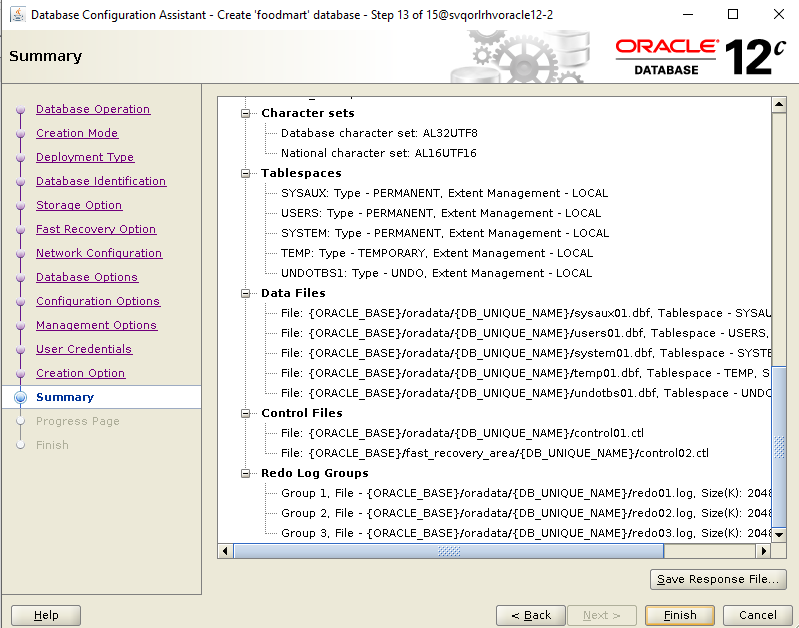 Database Configuration Assistant - Create 'foodmart' database - Step 13 of 15@svqorlrhvoracle12-2
Summary
ORACLE
DATABASE
12c
Database Operation
Creation Mode
Deployment Type
Database Identification
Storage Option
Fast Recovery Option
Network Configuration
Database Options
Configuration Options
Management Options
User Credentials
Creation Option
Summary
Progress Page
Finish
Character sets
Database character set: AL32UTF8
National character set: AL16UTF16
Tablespaces
SYSAUX: Type - PERMANENT, Extent Management - LOCAL
USERS: Type - PERMANENT, Extent Management - LOCAL
SYSTEM: Type - PERMANENT, Extent Management - LOCAL
TEMP: Type - TEMPORARY, Extent Management - LOCAL
UNDOTBS1: Type - UNDO, Extent Management - LOCAL
Data Files
File: {ORACLE_BASE}/oradata/{DB_UNIQUE_NAME}/sysaux01.dbf, Tablespace - SYSAU
File: {ORACLE_BASE}/oradata/{DB_UNIQUE_NAME}/users01.dbf, Tablespace - USERS,
File: {ORACLE_BASE}/oradata/{DB_UNIQUE_NAME}/system01.dbf, Tablespace - SYSTE
File: {ORACLE_BASE}/oradata/{DB_UNIQUE_NAME}/temp01.dbf, Tablespace - TEMP, S
File: {ORACLE_BASE}/oradata/{DB_UNIQUE_NAME}/undotbs01.dbf, Tablespace - UNDO
Control Files
File: {ORACLE_BASE}/oradata/{DB_UNIQUE_NAME}/control01.ctl
File: {ORACLE_BASE}/fast_recovery_area/{DB_UNIQUE_NAME}/control02.ctl
Redo Log Groups
Group 1, File - {ORACLE_BASE}/oradata/{DB_UNIQUE_NAME}/redo01.log, Size(K): 2048
Group 2, File - {ORACLE_BASE}/oradata/{DB_UNIQUE_NAME}/redo02.log, Size(K): 2048
Group 3, File - {ORACLE_BASE}/oradata/{DB_UNIQUE_NAME}/redo03.log, Size(K): 2048
Save Response File...
Help
< Back
Next >
Finish
Cancel